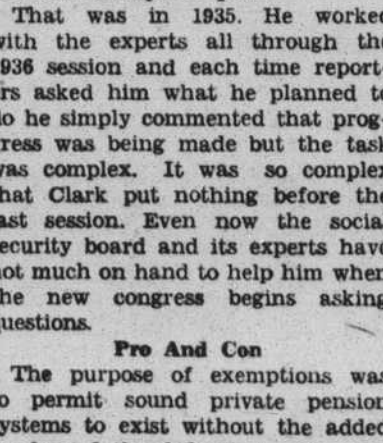 That was in 1935. He worked
with the experts all through the
1936 session and each time report-
ers asked him what he planned to
do he simply commented that prog-
ress was being made but the task
was complex. It was so complex
that Clark put nothing before the
last session. Even now the social
security board and its experts have
not much on hand to help him when
the new congress begins asking
questions.
Pro And Con
The purpose of exemptions was
to permit sound private pension
systems to exist without the added